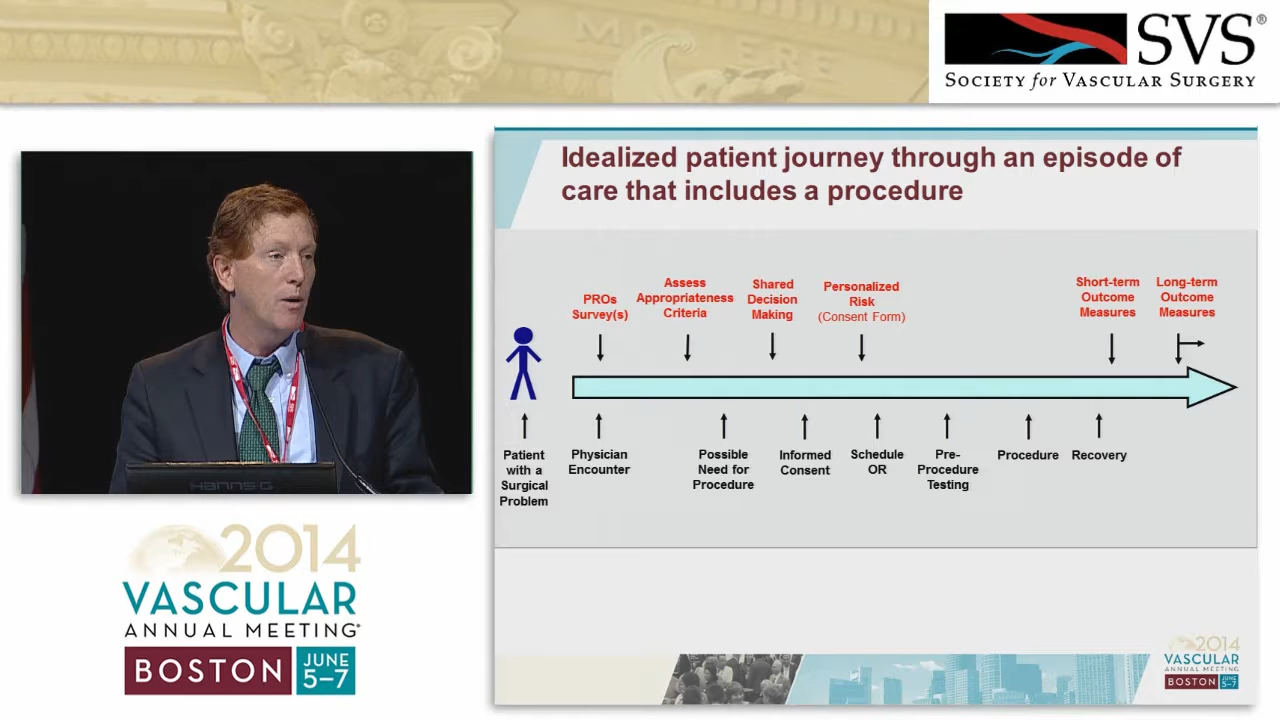 MEDERE
SVS®
SOCIETY for VASCULAR SURGERY
Idealized patient journey through an episode of
care that includes a procedure
PROs
Survey(s)
Assess
Appropriateness
Criteria
Shared
Decision
Making
Personalized
Risk
(Consent Form)
Short-term
Outcome
Measures
Long-term
Outcome
Measures
Patient
with a
Surgical
Problem
Physician
Encounter
Possible
Need for
Procedure
Informed
Consent
Schedule
OR
Pre-
Procedure
Testing
Procedure
Recovery
HANNS-G
2014
VASCULAR
ANNUAL MEETING®
BOSTON
JUNE
5–7
2014
VASCULAR
ANNUAL MEETING
BOSTON
JUNE
5–7